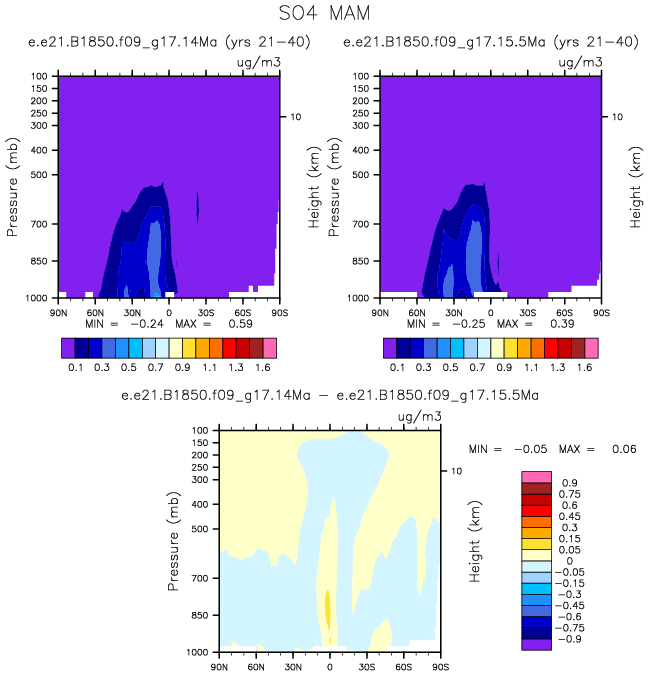 SO4 MAM
e.e21.B1850.f09_g17.14Ma (yrs 21-40)
ug/m3
100
150
200
250
300
400
500
700
850
1000
Pressure (mb)
10
Height (km)
90N 60N 30N 0 30S 60S 90S
MIN = -0.24 MAX = 0.59
0.1 0.3 0.5 0.7 0.9 1.1 1.3 1.6
e.e21.B1850.f09_g17.15.5Ma (yrs 21-40)
ug/m3
100
150
200
250
300
400
500
700
850
1000
Pressure (mb)
10
Height (km)
90N 60N 30N 0 30S 60S 90S
MIN = -0.25 MAX = 0.39
0.1 0.3 0.5 0.7 0.9 1.1 1.3 1.6
e.e21.B1850.f09_g17.14Ma - e.e21.B1850.f09_g17.15.5Ma
ug/m3
100
150
200
250
300
400
500
700
850
1000
Pressure (mb)
10
Height (km)
90N 60N 30N 0 30S 60S 90S
MIN = -0.05 MAX = 0.06
0.9
0.75
0.6
0.45
0.3
0.15
0.05
0
-0.05
-0.15
-0.3
-0.45
-0.6
-0.75
-0.9